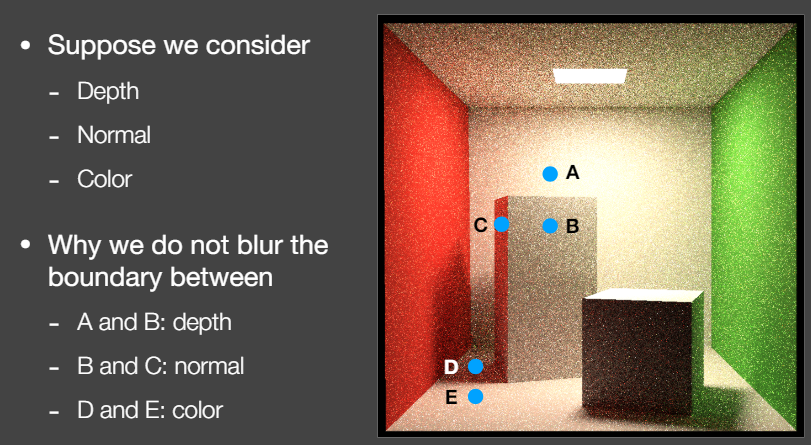 • Suppose we consider
- Depth
- Normal
- Color
• Why we do not blur the
boundary between
- A and B: depth
- B and C: normal
- D and E: color
A
C
B
D
E